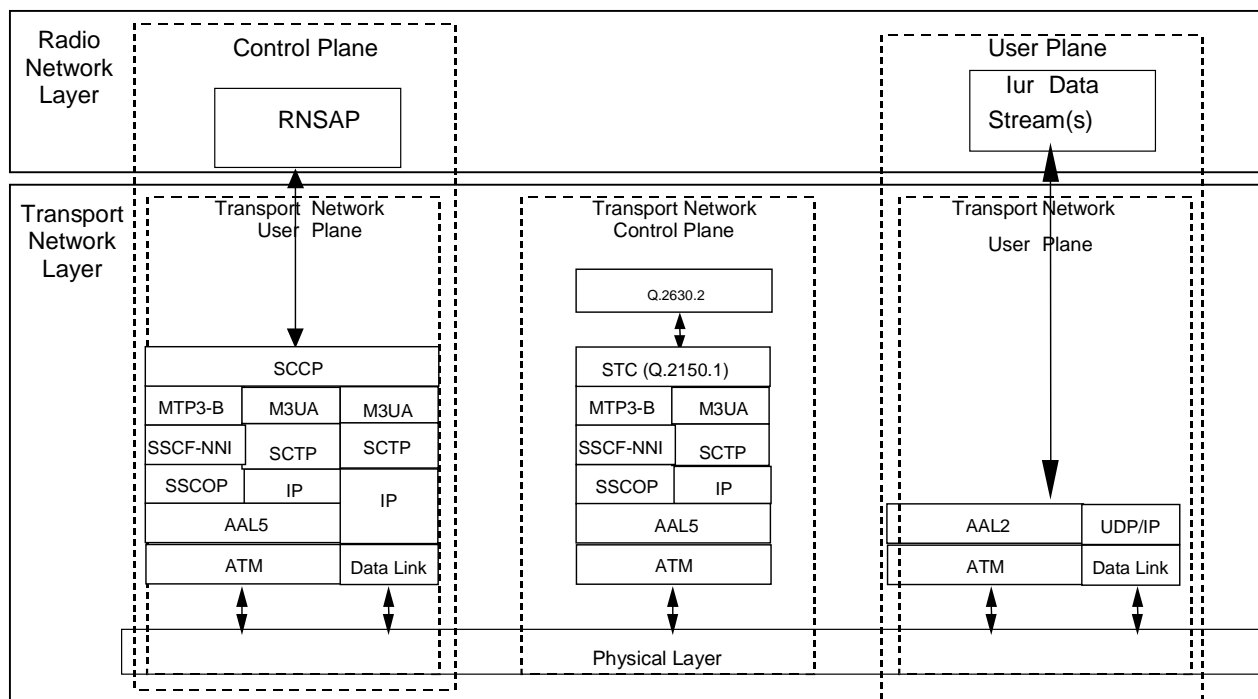 Radio
Network
Layer
Control Plane
RNSAP
User Plane
Iur Data
Stream(s)
Transport
Network
Layer
Transport Network
User Plane
SCCP
MTP3-B M3UA M3UA
SSCF-NNI SCTP SCTP
SSCOP IP IP
AAL5
ATM Data Link
Transport Network
Control Plane
Q.2630.2
STC (Q.2150.1)
MTP3-B M3UA
SSCF-NNI SCTP
SSCOP IP
AAL5
ATM
Transport Network
User Plane
AAL2 UDP/IP
ATM Data Link
Physical Layer